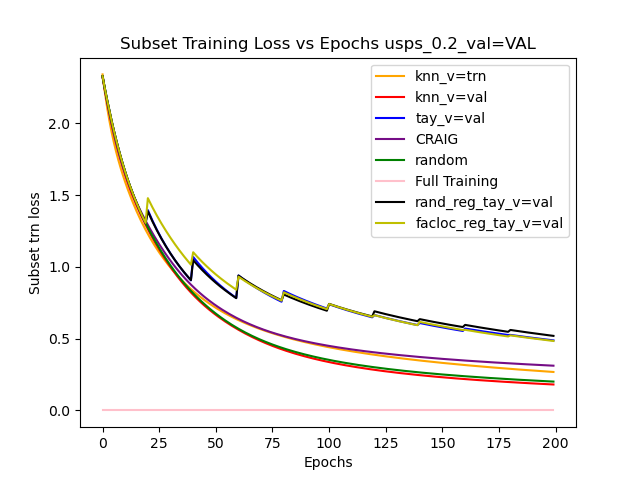 Subset Training Loss vs Epochs usps_0.2_val=VAL
Subset trn loss
2.0
1.5
1.0
0.5
0.0
knn_v=trn
knn_v=val
tay_v=val
CRAIG
random
Full Training
rand_reg_tay_v=val
facloc_reg_tay_v=val
0 25 50 75 100 125 150 175 200
Epochs